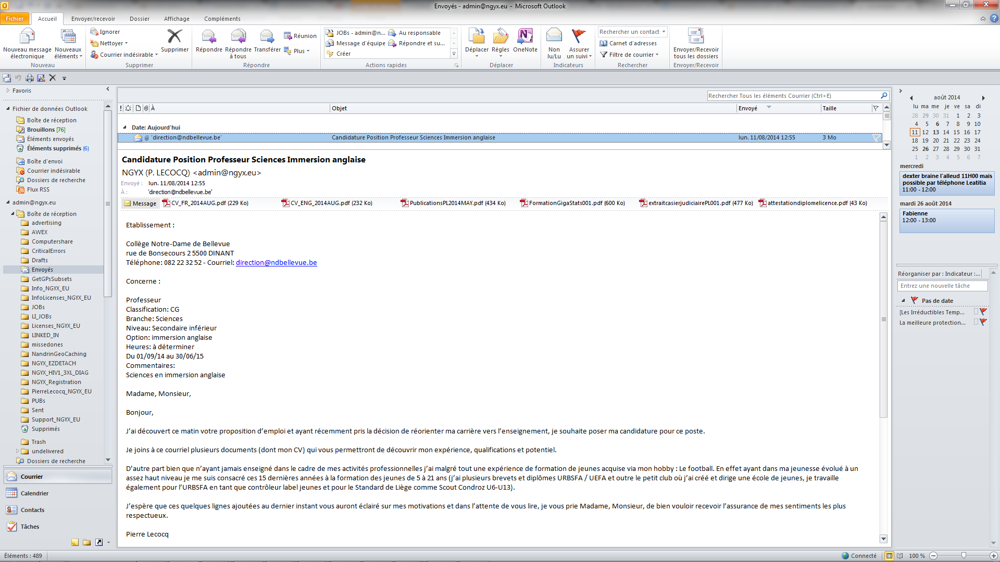 Envoyés - admin@ngyx.eu - Microsoft Outlook
Fichier
Accueil
Envoyer/recevoir
Dossier
Affichage
Compléments
Nouveau message électronique
Nouveaux éléments
Nouveau
Ignorer
Nettoyer
Courrier indésirable
Supprimer
Supprimer
Répondre
Répondre à tous
Transférer
Réunion
Plus
Répondre
JOBs - admin@n...
Message d'équipe
Créer
Au responsable
Répondre et su...
Actions rapides
Déplacer
Règles
OneNote
Déplacer
Non lu/Lu
Assurer un suivi
Indicateurs
Rechercher un contact
Carnet d'adresses
Filtre de courrier
Rechercher
Envoyer/Recevoir tous les dossiers
Envoyer/Recevoir
Favoris
Fichier de données Outlook
Boîte de réception
Brouillons [76]
Éléments envoyés
Éléments supprimés (6)
Boîte d'envoi
Courrier indésirable
Dossiers de recherche
Flux RSS
admin@ngyx.eu
Boîte de réception
advertising
AWEX
Computershare
CriticalErrors
Drafts
Envoyés
GetGPsSubsets
Info_NGYX_EU
InfoLicenses_NGYX_EU
JOBs
LI_JOBs
Licenses_NGYX_EU
LINKED_IN
missedones
NandrinGeoCaching
NGYX_EZDETACH
NGYX_HIV1_3XL_DIAG
NGYX_Registration
PierreLecocq_NGYX_EU
PUBs
Sent
Support_NGYX_EU
Supprimés
Trash
undelivered
Dossiers de recherche
Courrier
Calendrier
Contacts
Tâches
Éléments : 489
Rechercher Tous les éléments Courrier (Ctrl+E)
À Objet Envoyé Taille
Date: Aujourd'hui
'direction@ndbellevue.be' Candidature Position Professeur Sciences Immersion anglaise lun. 11/08/2014 12:55 3 Mo
Candidature Position Professeur Sciences Immersion anglaise
NGYX (P. LECOCQ) <admin@ngyx.eu>
Envoyé : lun. 11/08/2014 12:55
À : 'direction@ndbellevue.be'
Message CV_FR_2014AUG.pdf (229 Ko) CV_ENG_2014AUG.pdf (232 Ko) PublicationsPL2014MAY.pdf (434 Ko) FormationGigaStats001.pdf (600 Ko) extraitcasierjudiciairePL001.pdf (477 Ko) attestationdiplomelicence.pdf (43 Ko)
Etablissement :
Collège Notre-Dame de Bellevue
rue de Bonsecours 2 5500 DINANT
Téléphone: 082 22 32 52 - Courriel: direction@ndbellevue.be
Concerne :
Professeur
Classification: CG
Branche: Sciences
Niveau: Secondaire inférieur
Option: immersion anglaise
Heures: à déterminer
Du 01/09/14 au 30/06/15
Commentaires:
Sciences en immersion anglaise
Madame, Monsieur,
Bonjour,
J'ai découvert ce matin votre proposition d'emploi et ayant récemment pris la décision de réorienter ma carrière vers l'enseignement, je souhaite poser ma candidature pour ce poste.
Je joins à ce courriel plusieurs documents (dont mon CV) qui vous permettront de découvrir mon expérience, qualifications et potentiel.
D'autre part bien que n'ayant jamais enseigné dans le cadre de mes activités professionnelles j'ai malgré tout une expérience de formation de jeunes acquise via mon hobby : Le football. En effet ayant dans ma jeunesse évolué à un
assez haut niveau je me suis consacré ces 15 dernières années à la formation des jeunes de 5 à 21 ans (j'ai plusieurs brevets et diplômes URBSFA / UEFA et outre le petit club où j'ai créé et dirige une école de jeunes, je travaille
également pour l'URBSFA en tant que contrôleur label jeunes et pour le Standard de Liège comme Scout Condroz U6-U13).
J'espère que ces quelques lignes ajoutées au dernier instant vous auront éclairé sur mes motivations et dans l'attente de vous lire, je vous prie Madame, Monsieur, de bien vouloir recevoir l'assurance de mes sentiments les plus
respectueux.
Pierre Lecocq
août 2014
lu ma me je ve sa di
28 29 30 31 1 2 3
4 5 6 7 8 9 10
11 12 13 14 15 16 17
18 19 20 21 22 23 24
25 26 27 28 29 30 31
1 2 3 4 5 6 7
mercredi
dexter braine l'alleud 11H00 mais
possible par téléphone Leatitia
11:00 - 12:00
mardi 26 août 2014
Fabienne
12:00 - 13:00
Réorganiser par : Indicateur :...
Entrez une nouvelle tâche
Pas de date
[Les Irréductibles Temp...
La meilleure protection...
Connecté
100 %